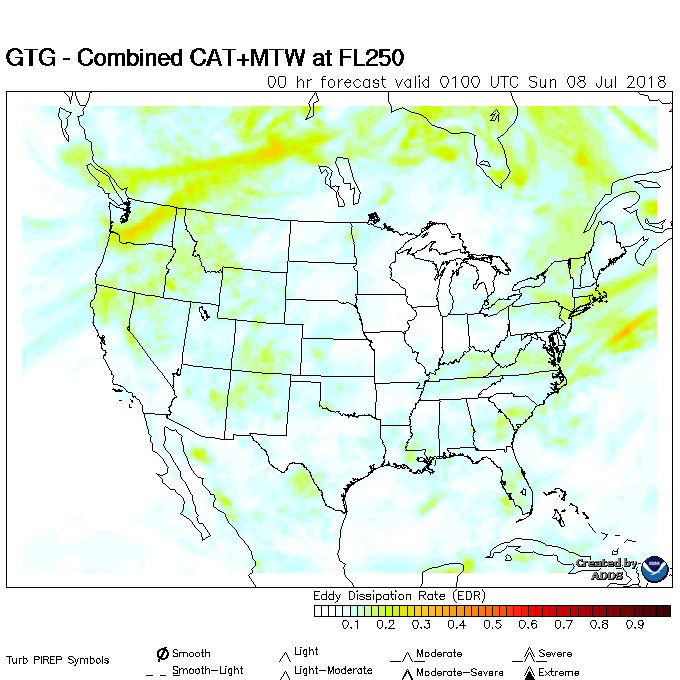 GTG - Combined CAT+MTW at FL250
00 hr forecast valid 0100 UTC Sun 08 Jul 2018
Created by
ADDS
NOAA
Eddy Dissipation Rate (EDR)
0.1 0.2 0.3 0.4 0.5 0.6 0.7 0.8 0.9
Turb PIREP Symbols
Smooth Light Moderate Severe
Smooth-Light Light-Moderate Moderate-Severe Extreme